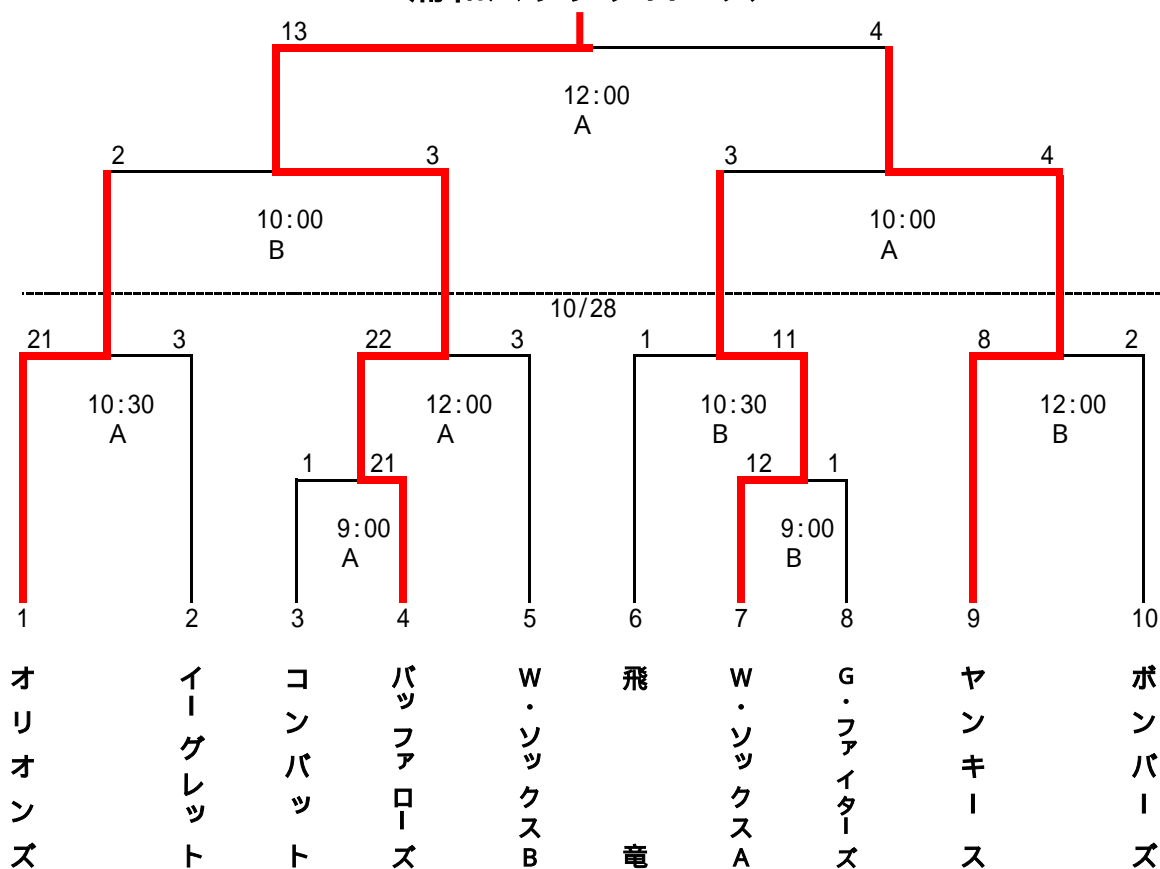 13 4
12:00
A
2 3 3 4
10:00 10:00
B A
10/28
21 3 22 3 1 11 8 2
10:30 12:00 10:30 12:00
A A B B
1 21 12 1
9:00 9:00
A B
1 2 3 4 5 6 7 8 9 10
オリオンズ
イーグレット
コンバット
バッファローズ
W・ソックスB
飛竜
W・ソックスA
G・ファイターズ
ヤンキース
ボンバーズ